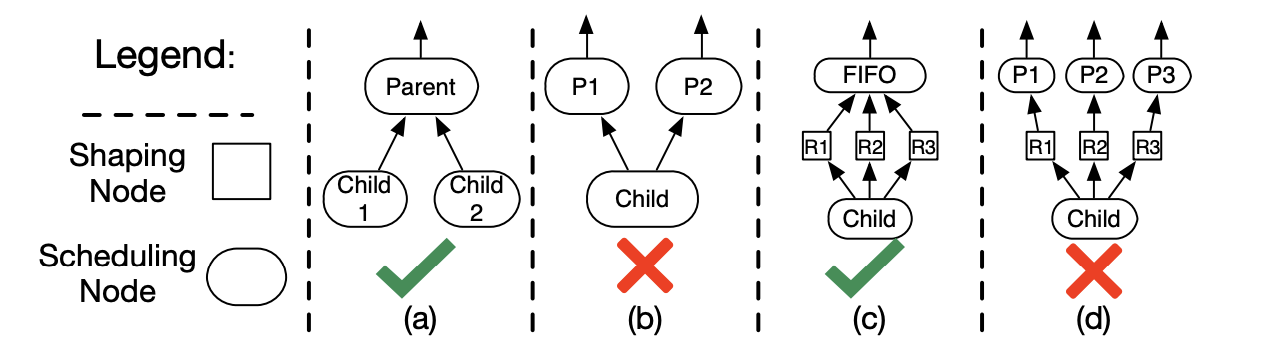 Legend:
Shaping
Node
Scheduling
Node
Parent
Child
1
Child
2
(a)
P1
P2
Child
(b)
FIFO
R1
R2
R3
Child
(c)
P1
P2
P3
R1
R2
R3
Child
(d)